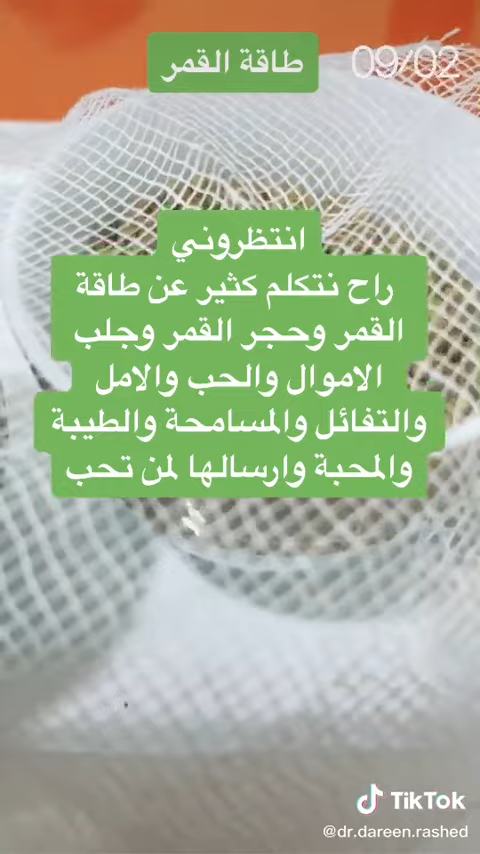 طاقة القمر
09/02
انتظروني
راح نتكلم كثير عن طاقة
القمر وحجر القمر وجلب
الاموال والحب والامل
والتفائل والمسامحة والطيبة
والمحبة وارسالها لمن تحب
TikTok
@dr.dareen.rashed